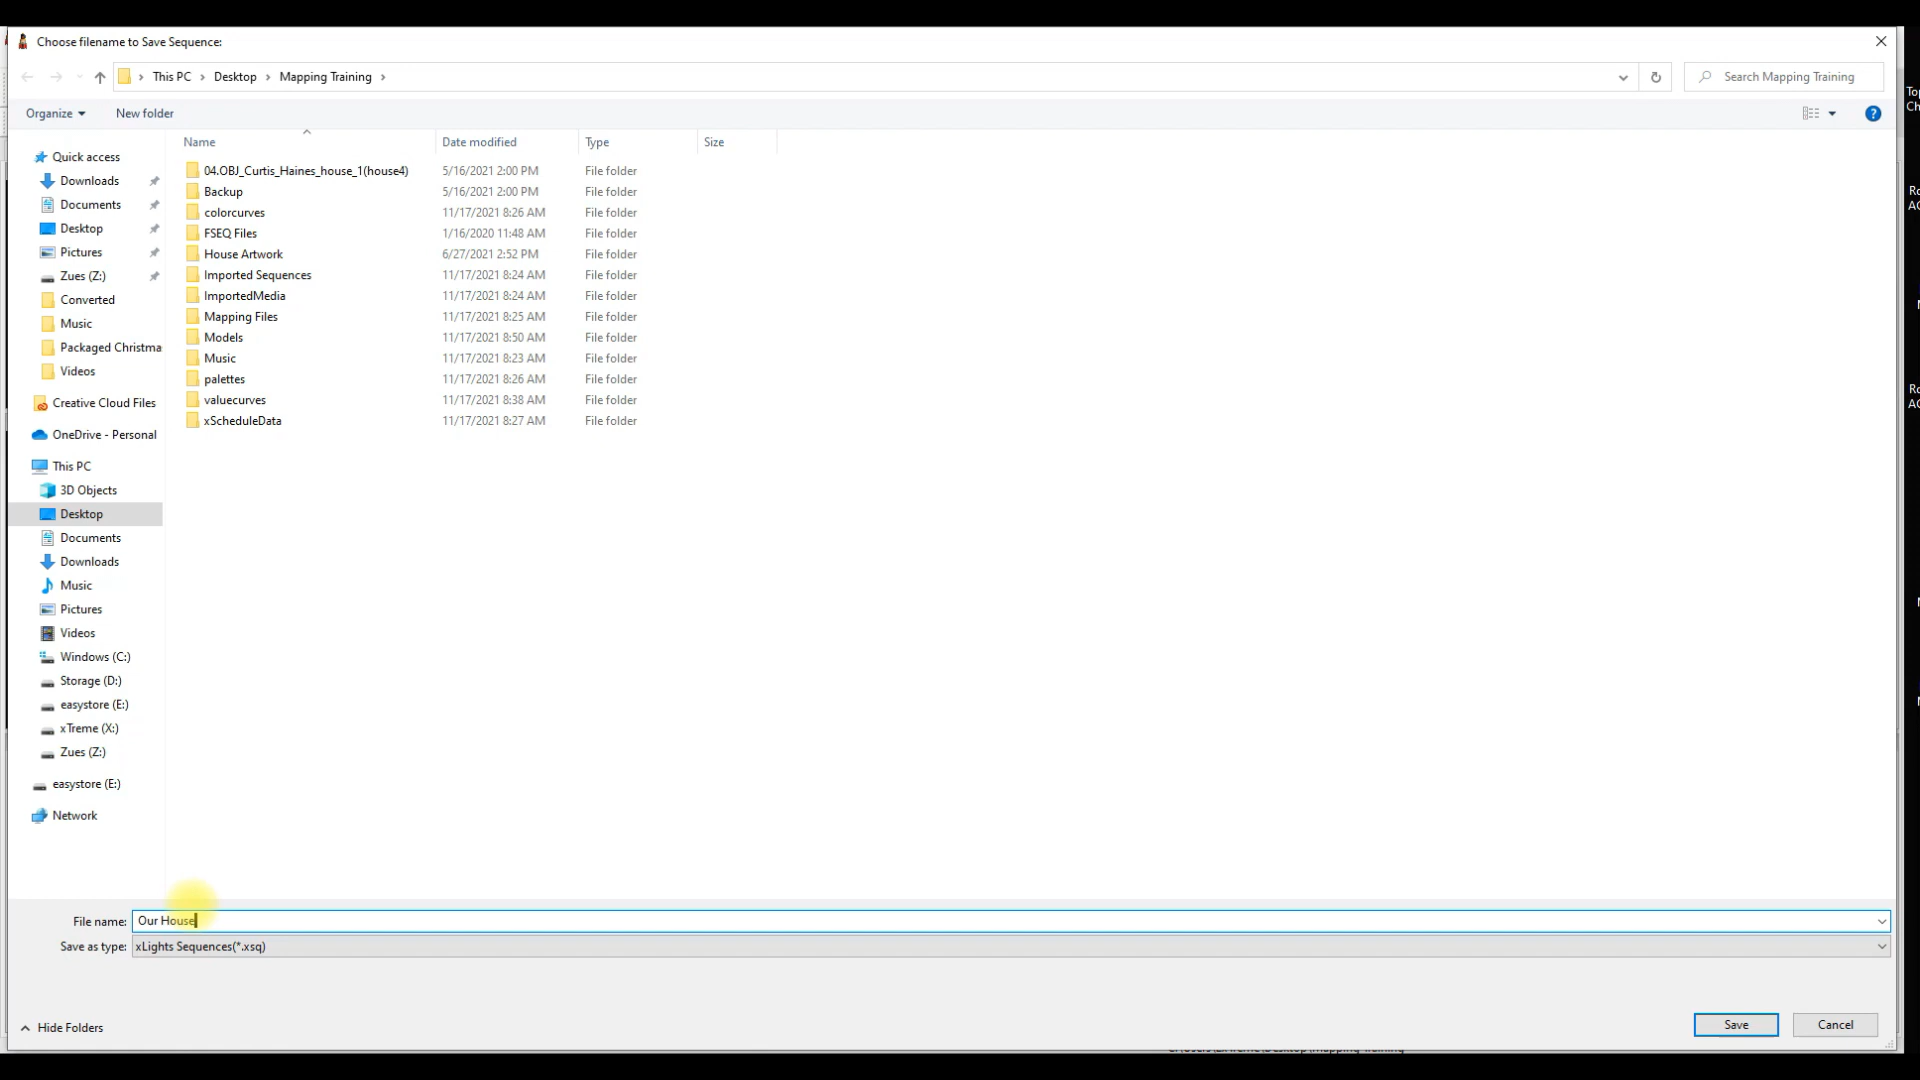 Choose filename to Save Sequence:
This PC Desktop Mapping Training
Search Mapping Training
Organize New folder
Name Date modified Type Size
Quick access
Downloads
Documents
Desktop
Pictures
Zues (Z:)
Converted
Music
Packaged Christma
Videos
Creative Cloud Files
OneDrive - Personal
This PC
3D Objects
Desktop
Documents
Downloads
Music
Pictures
Videos
Windows (C:)
Storage (D:)
easystore (E:)
xTreme (X:)
Zues (Z:)
easystore (E:)
Network
04.OBJ_Curtis_Haines_house_1(house4) 5/16/2021 2:00 PM File folder
Backup 5/16/2021 2:00 PM File folder
colorcurves 11/17/2021 8:26 AM File folder
FSEQ Files 1/16/2020 11:48 AM File folder
House Artwork 6/27/2021 2:52 PM File folder
Imported Sequences 11/17/2021 8:24 AM File folder
ImportedMedia 11/17/2021 8:24 AM File folder
Mapping Files 11/17/2021 8:25 AM File folder
Models 11/17/2021 8:50 AM File folder
Music 11/17/2021 8:23 AM File folder
palettes 11/17/2021 8:26 AM File folder
valuecurves 11/17/2021 8:38 AM File folder
xScheduleData 11/17/2021 8:27 AM File folder
File name: Our House
Save as type: xLights Sequences(*.xsq)
Hide Folders
Save Cancel